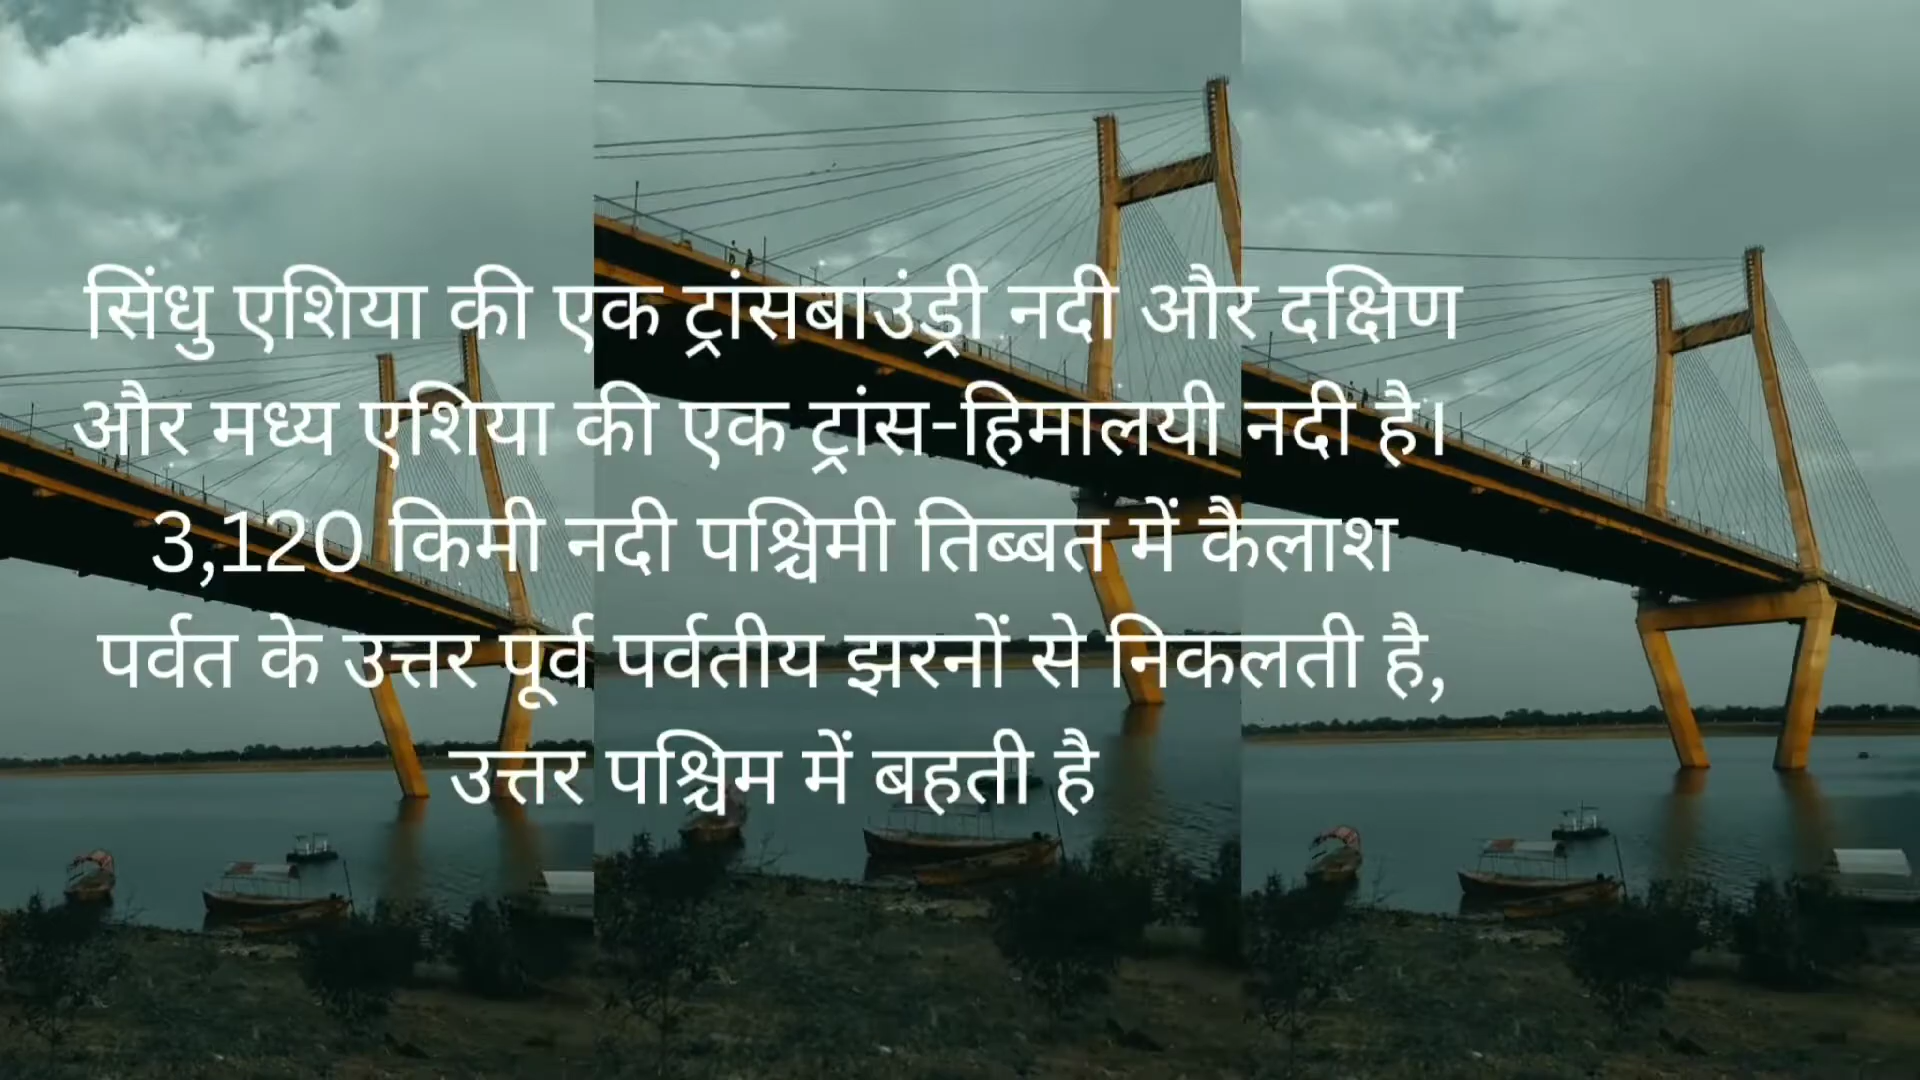 सिंधु एशिया की एक ट्रांसबाउंड्री नदी और दक्षिण
और मध्य एशिया की एक ट्रांस-हिमालयी नदी है।
3,120 किमी नदी पश्चिमी तिब्बत में कैलाश
पर्वत के उत्तर पूर्व पर्वतीय झरनों से निकलती है,
उत्तर पश्चिम में बहती है